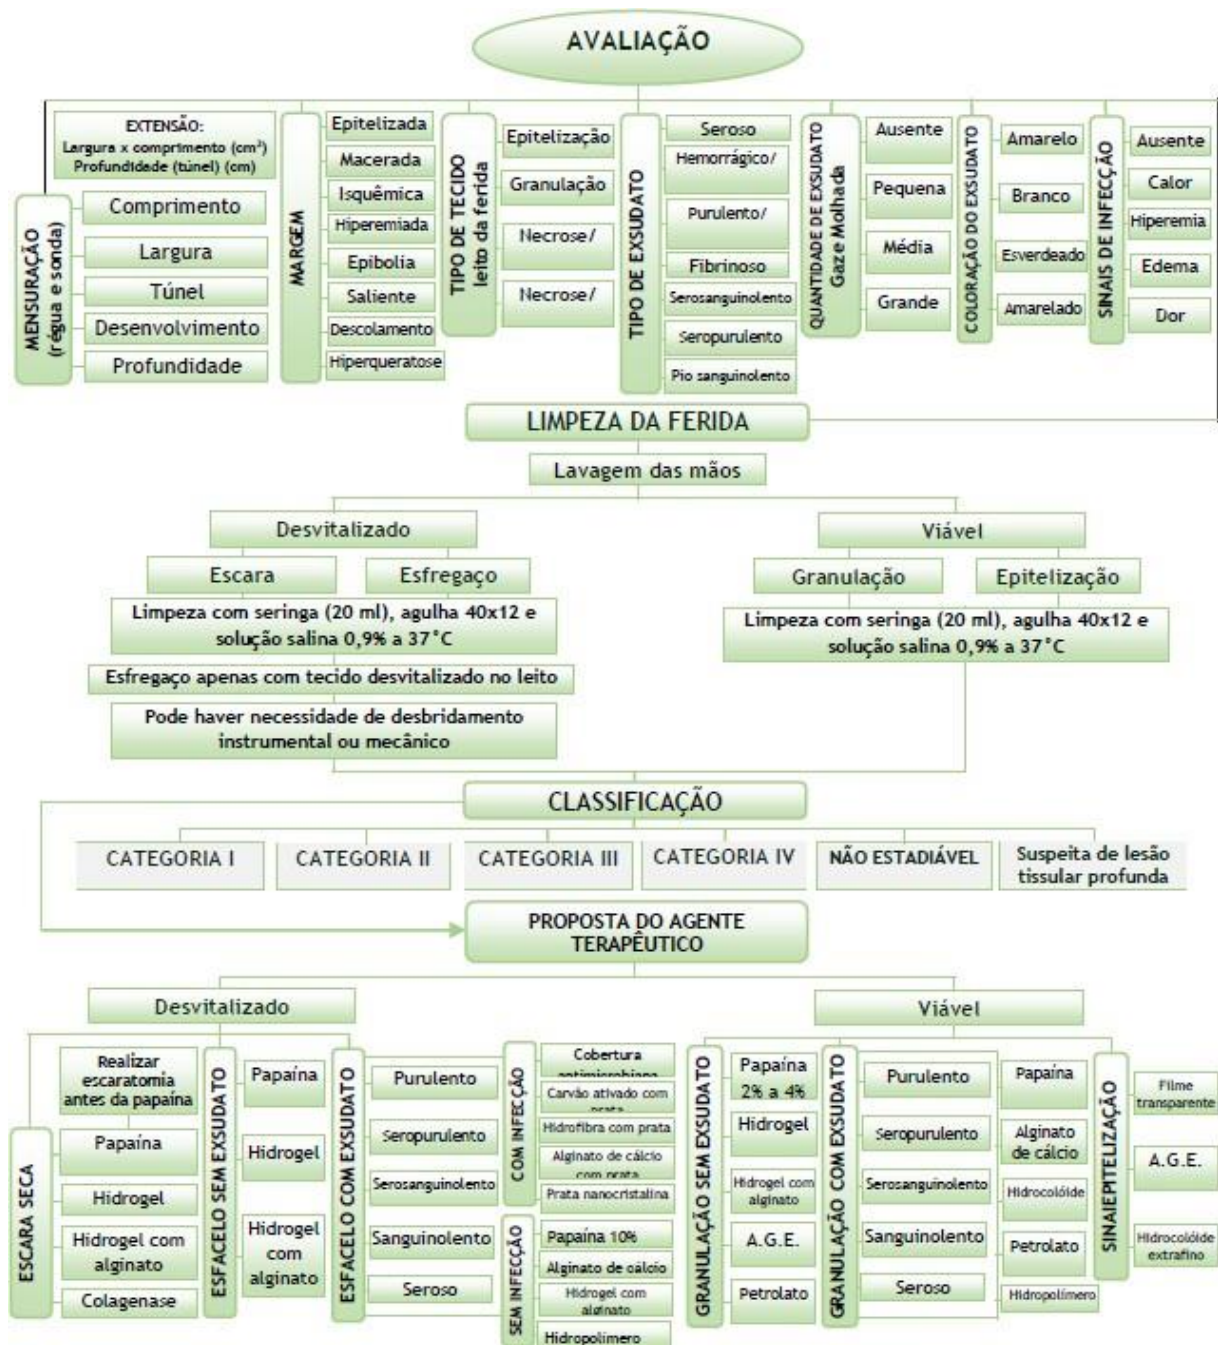 AVALIAÇÃO
MENSURAÇÃO
(régua e sonda)
EXTENSÃO:
Largura x comprimento (cm²)
Profundidade (túnel) (cm)
Comprimento
Largura
Túnel
Desenvolvimento
Profundidade
MARGEM
Epitelizada
Macerada
Isquêmica
Hiperemiada
Epibolia
Saliente
Descolamento
Hiperqueratose
TIPO DE TECIDO
leito da ferida
Epitelização
Granulação
Necrose/
Necrose/
TIPO DE EXSUDATO
Seroso
Hemorrágico/
Purulento/
Fibrinoso
Serosanguinolento
Seropurulento
Pio sanguinolento
QUANTIDADE DE EXSUDATO
Gaze Molhada
Ausente
Pequena
Média
Grande
COLORAÇÃO DO EXSUDATO
Amarelo
Branco
Esverdeado
Amarelado
SINAIS DE INFECÇÃO
Ausente
Calor
Hiperemia
Edema
Dor
LIMPEZA DA FERIDA
Lavagem das mãos
Desvitalizado
Escara
Esfregaço
Limpeza com seringa (20 ml), agulha 40x12 e
solução salina 0,9% a 37°C
Esfregaço apenas com tecido desvitalizado no leito
Pode haver necessidade de desbridamento
instrumental ou mecânico
Viável
Granulação
Epitelização
Limpeza com seringa (20 ml), agulha 40x12 e
solução salina 0,9% a 37°C
CLASSIFICAÇÃO
CATEGORIA I
CATEGORIA II
CATEGORIA III
CATEGORIA IV
NÃO ESTADIÁVEL
Suspeita de lesão
tissular profunda
PROPOSTA DO AGENTE
TERAPÊUTICO
Desvitalizado
ESCARA SECA
Realizar
escaratomia
antes da papaína
Papaína
Hidrogel
Hidrogel com
alginato
Colagenase
ESFACELO SEM EXSUDATO
Papaína
Hidrogel
Hidrogel
com
alginato
ESFACELO COM EXSUDATO
Purulento
Seropurulento
Serosanguinolento
Sanguinolento
Seroso
COM INFECÇÃO
Cobertura
antimicrobiana
Carvão ativado com
prata
Hidrofibra com prata
Alginato de cálcio
com prata
Prata nanocristalina
SEM INFECÇÃO
Papaína 10%
Alginato de cálcio
Hidrogel com
alginato
Hidropolímero
Viável
GRANULAÇÃO SEM EXSUDATO
Papaína
2% a 4%
Hidrogel
Hidrogel com
alginato
A.G.E.
Petrolato
GRANULAÇÃO COM EXSUDATO
Purulento
Seropurulento
Serosanguinolento
Sanguinolento
Seroso
Papaína
Alginato
de cálcio
Hidrocolóide
Petrolato
Hidropolímero
SINAIEPITELIZAÇÃO
Filme
transparente
A.G.E.
Hidrocolóide
extrafino